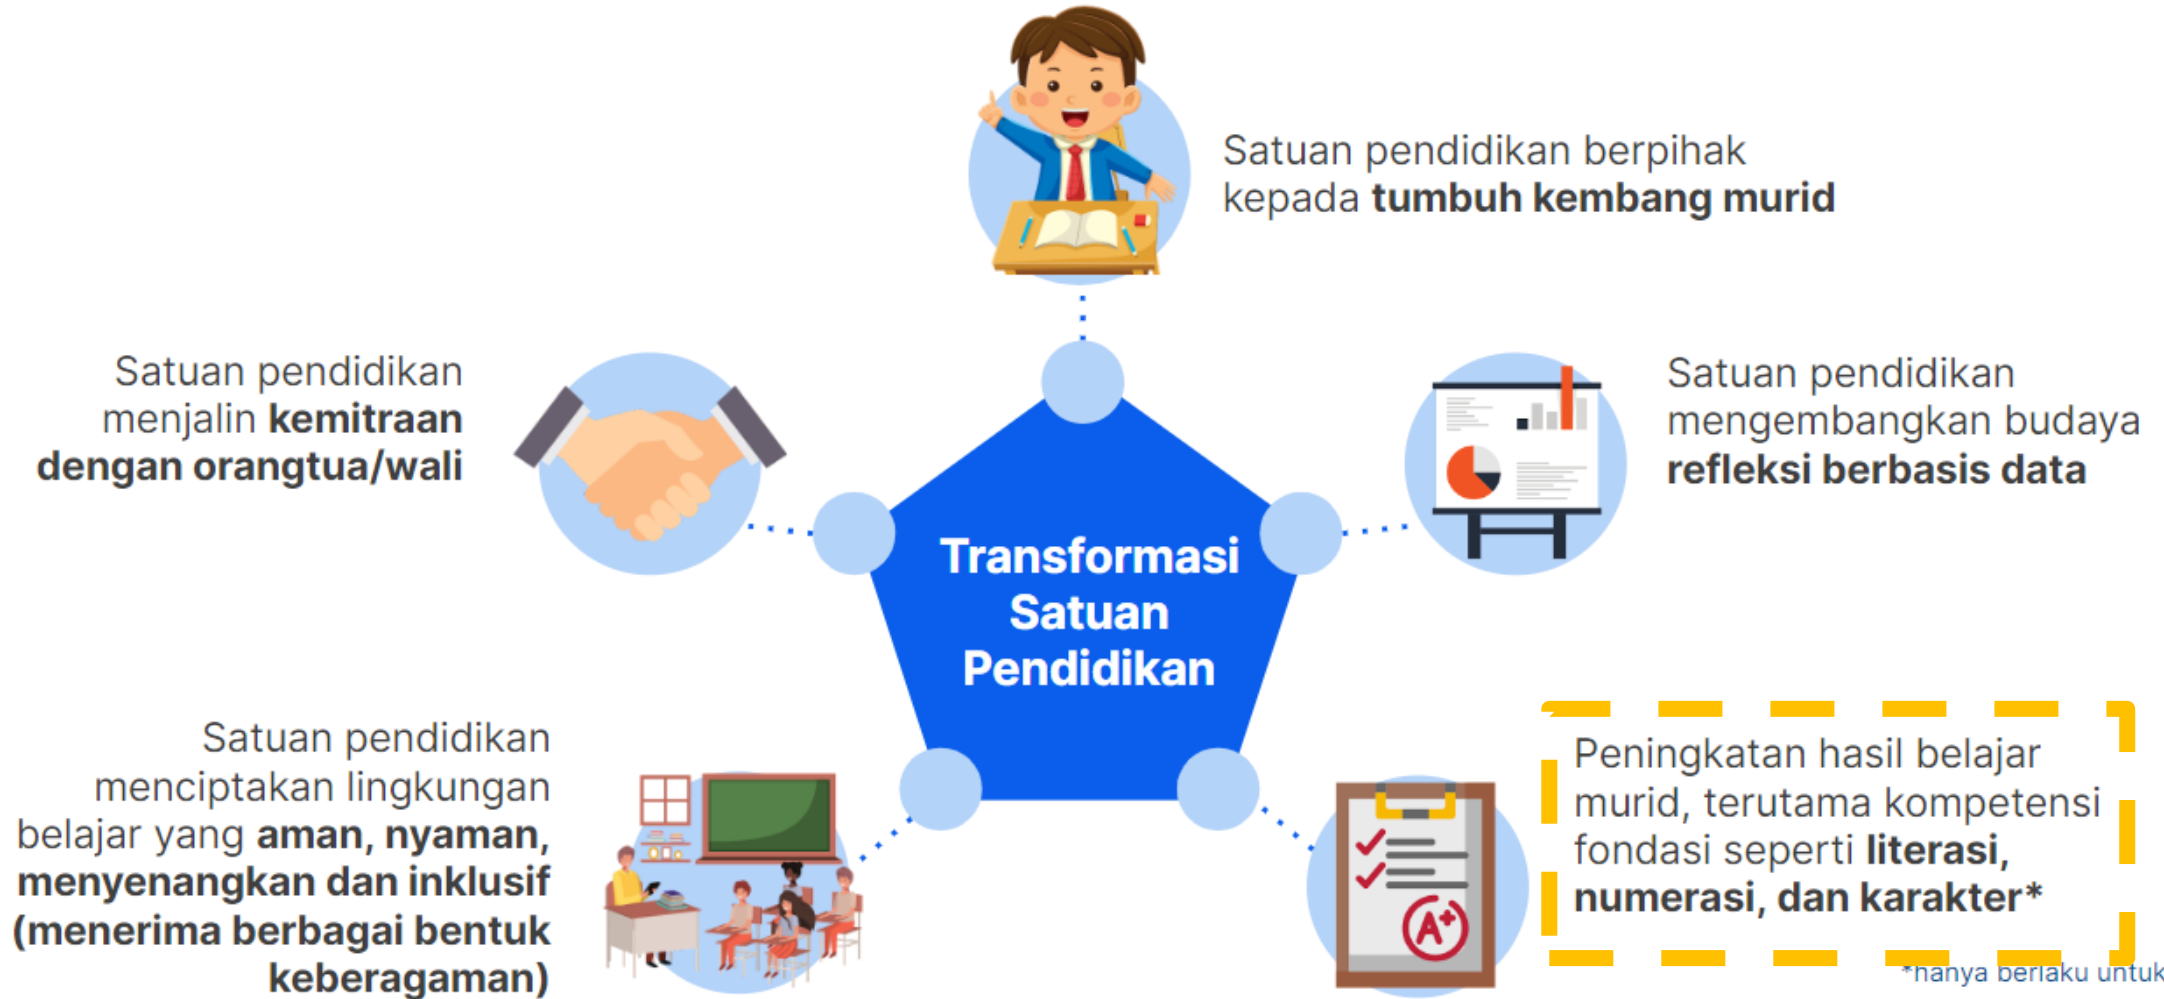 Satuan pendidikan berpihak
kepada tumbuh kembang murid
Satuan pendidikan
menjalin kemitraan
dengan orangtua/wali
Satuan pendidikan
mengembangkan budaya
refleksi berbasis data
Transformasi
Satuan
Pendidikan
Satuan pendidikan
menciptakan lingkungan
belajar yang aman, nyaman,
menyenangkan dan inklusif
(menerima berbagai bentuk
keberagaman)
Peningkatan hasil belajar
murid, terutama kompetensi
fondasi seperti literasi,
numerasi, dan karakter*
A+
*hanya berlaku untuk